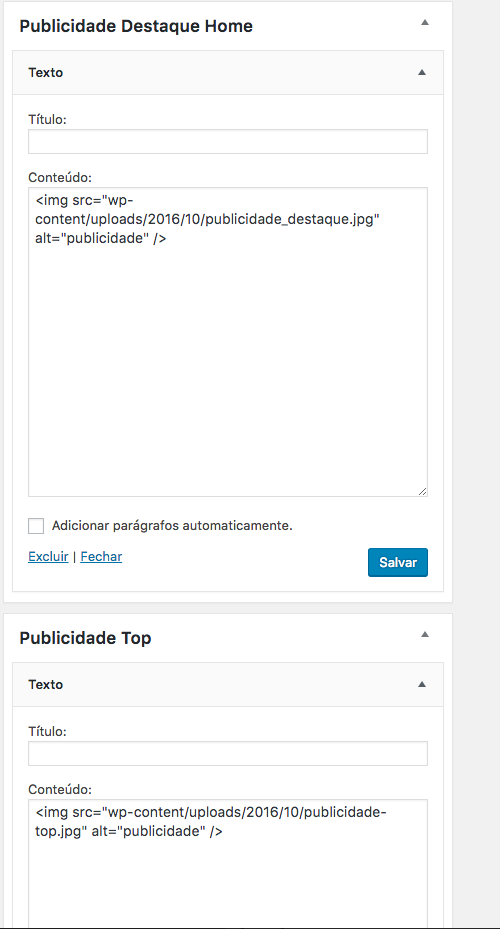 Publicidade Destaque Home
Texto
Título:
Conteúdo:
<img src="wp-
content/uploads/2016/10/publicidade_destaque.jpg"
alt="publicidade" />
Adicionar parágrafos automaticamente.
Excluir | Fechar
Salvar
Publicidade Top
Texto
Título:
Conteúdo:
<img src="wp-content/uploads/2016/10/publicidade-
top.jpg" alt="publicidade" />